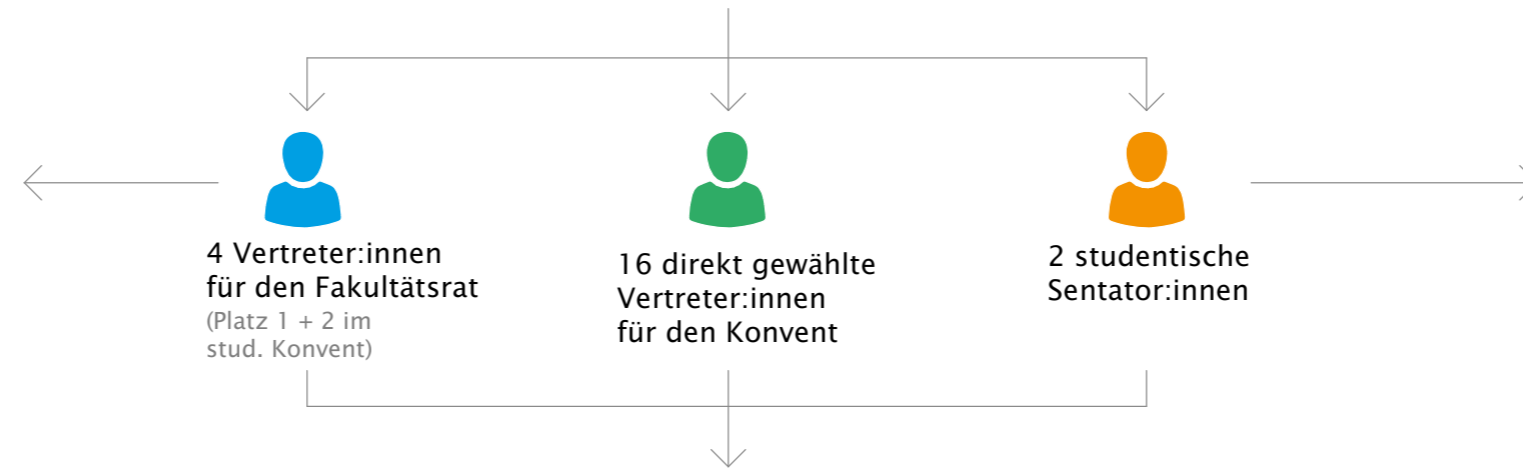 4 Vertreter:innen
für den Fakultätsrat
(Platz 1 + 2 im
stud. Konvent)
16 direkt gewählte
Vertreter:innen
für den Konvent
2 studentische
Sentator:innen